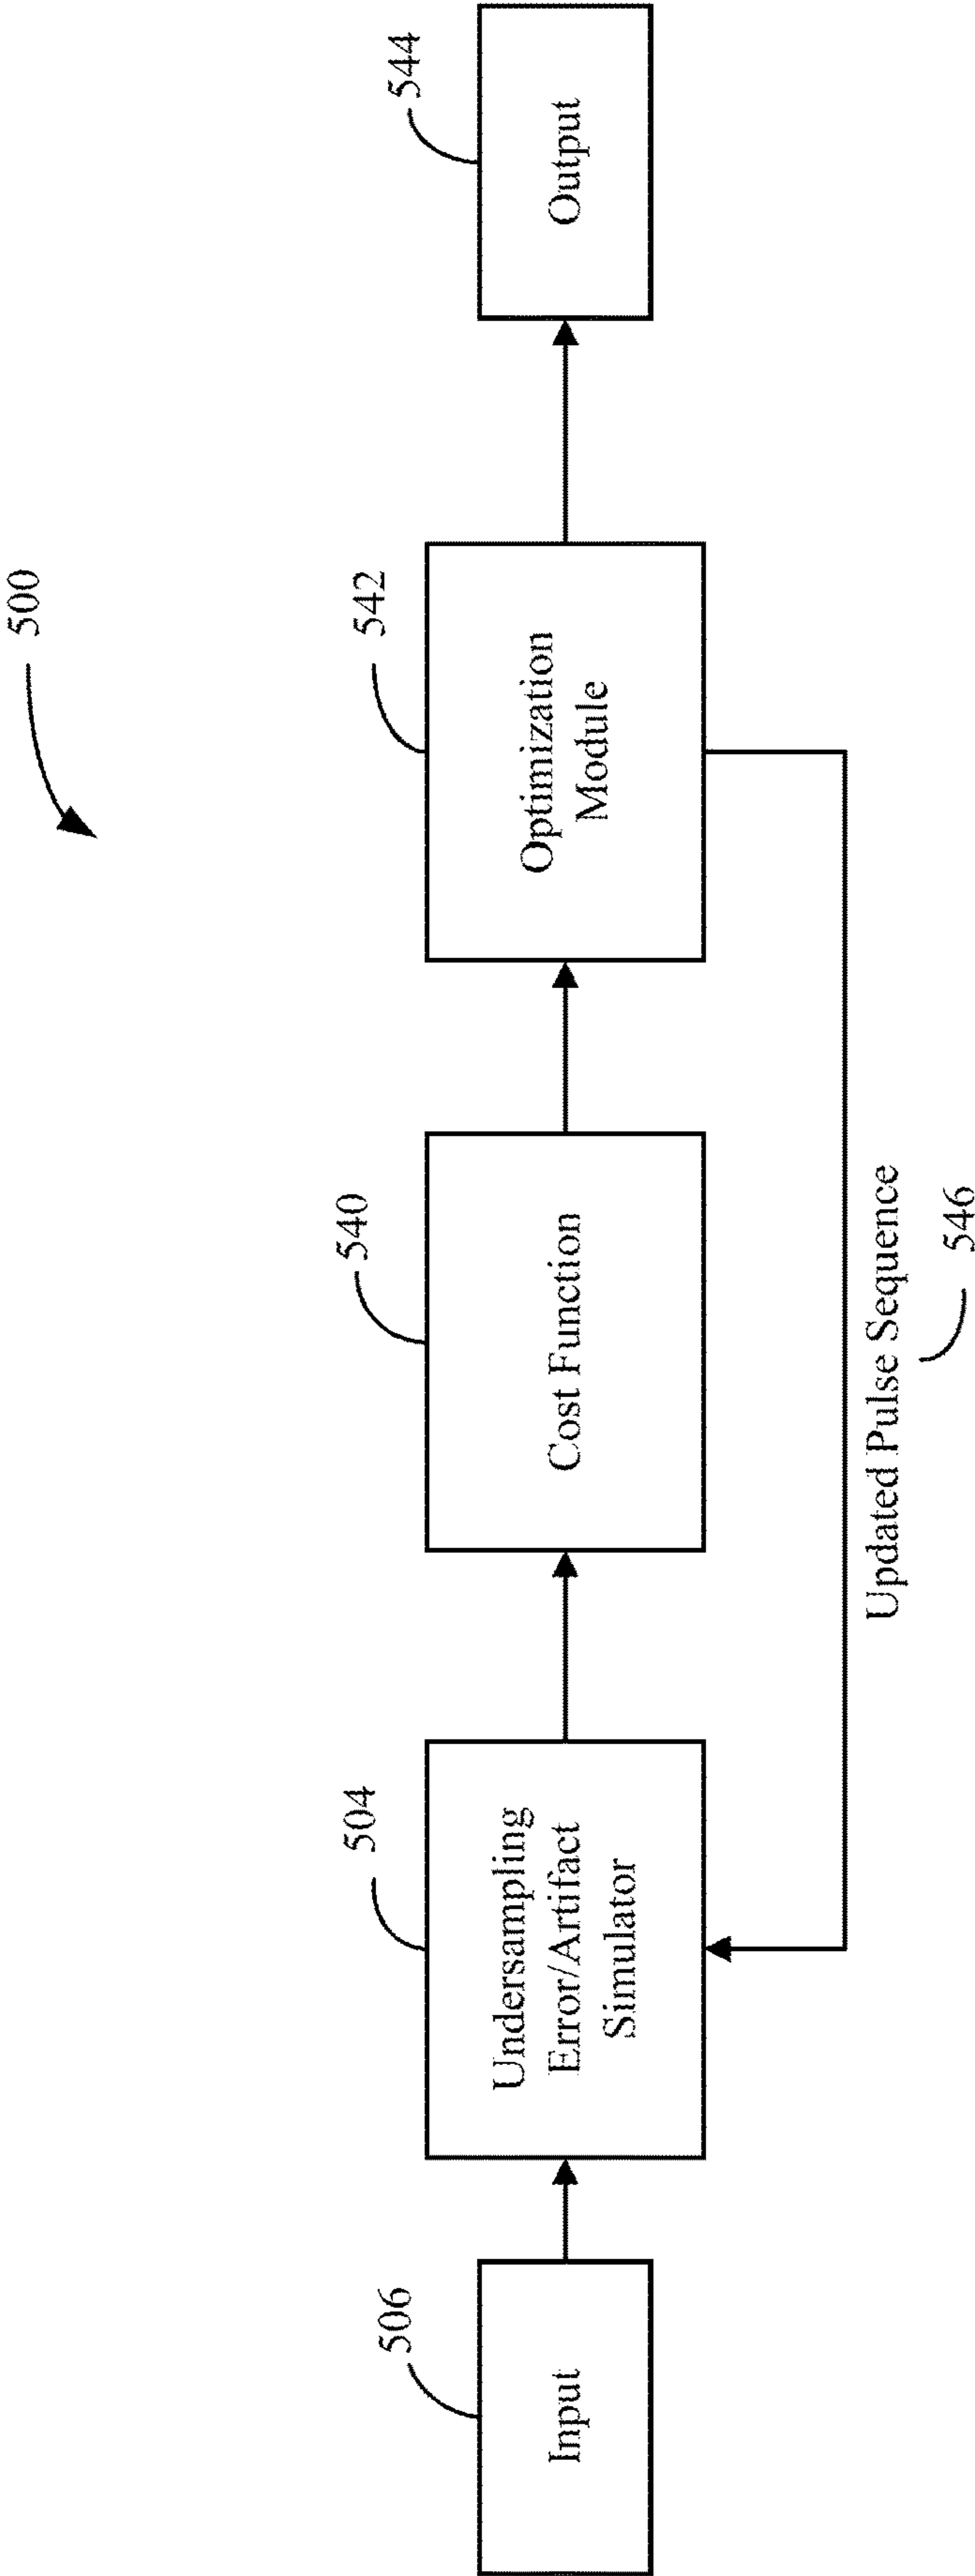 500
506
Input
504
Undersampling
Error/Artifact
Simulator
540
Cost Function
542
Optimization
Module
544
Output
Updated Pulse Sequence
546